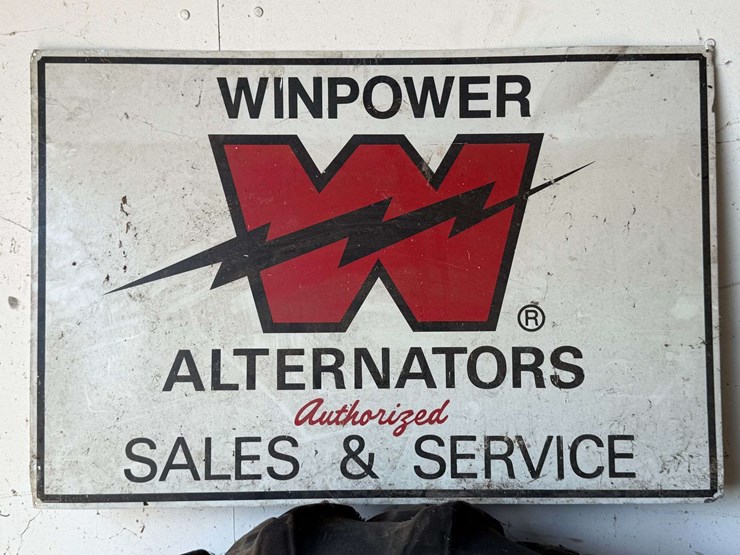 WINPOWER
W
®
ALTERNATORS
Authorized
SALES & SERVICE